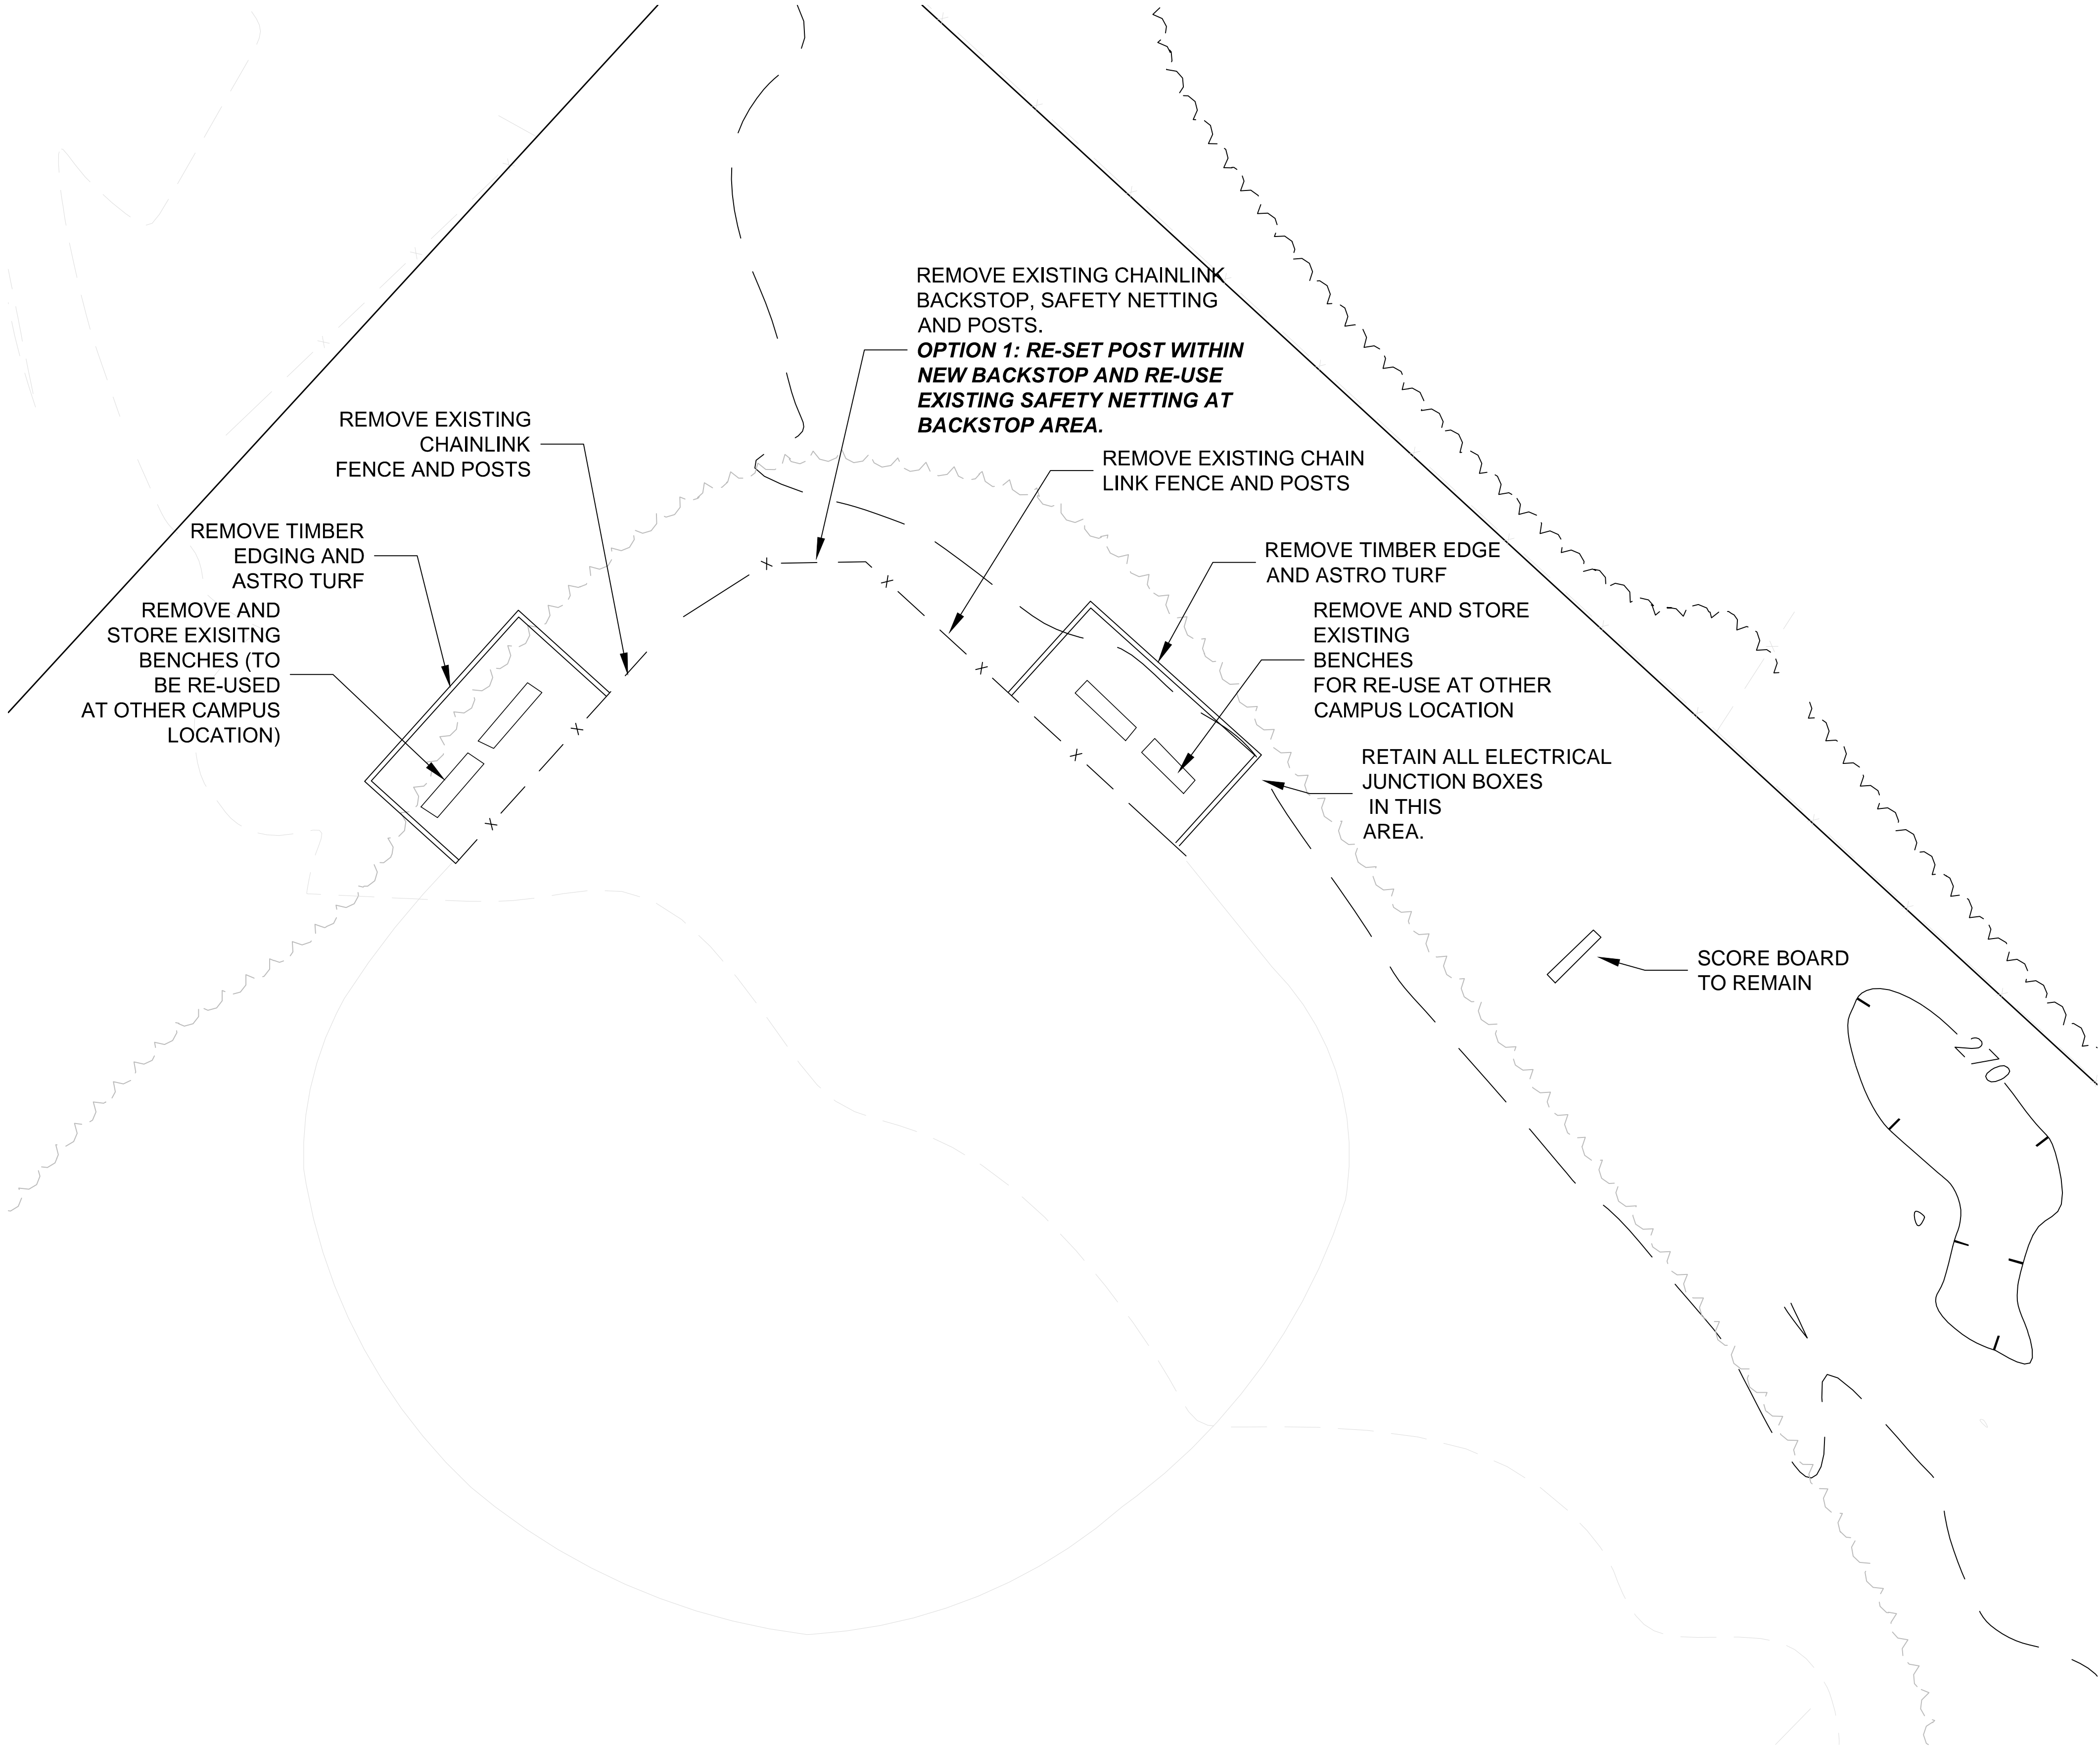 REMOVE EXISTING CHAINLINK
BACKSTOP, SAFETY NETTING
AND POSTS.
OPTION 1: RE-SET POST WITHIN
NEW BACKSTOP AND RE-USE
EXISTING SAFETY NETTING AT
BACKSTOP AREA.
REMOVE EXISTING
CHAINLINK
FENCE AND POSTS
REMOVE EXISTING CHAIN
LINK FENCE AND POSTS
REMOVE TIMBER
EDGING AND
ASTRO TURF
REMOVE TIMBER EDGE
AND ASTRO TURF
REMOVE AND
STORE EXISITNG
BENCHES (TO
BE RE-USED
AT OTHER CAMPUS
LOCATION)
REMOVE AND STORE
EXISTING
BENCHES
FOR RE-USE AT OTHER
CAMPUS LOCATION
RETAIN ALL ELECTRICAL
JUNCTION BOXES
IN THIS
AREA.
SCORE BOARD
TO REMAIN
270